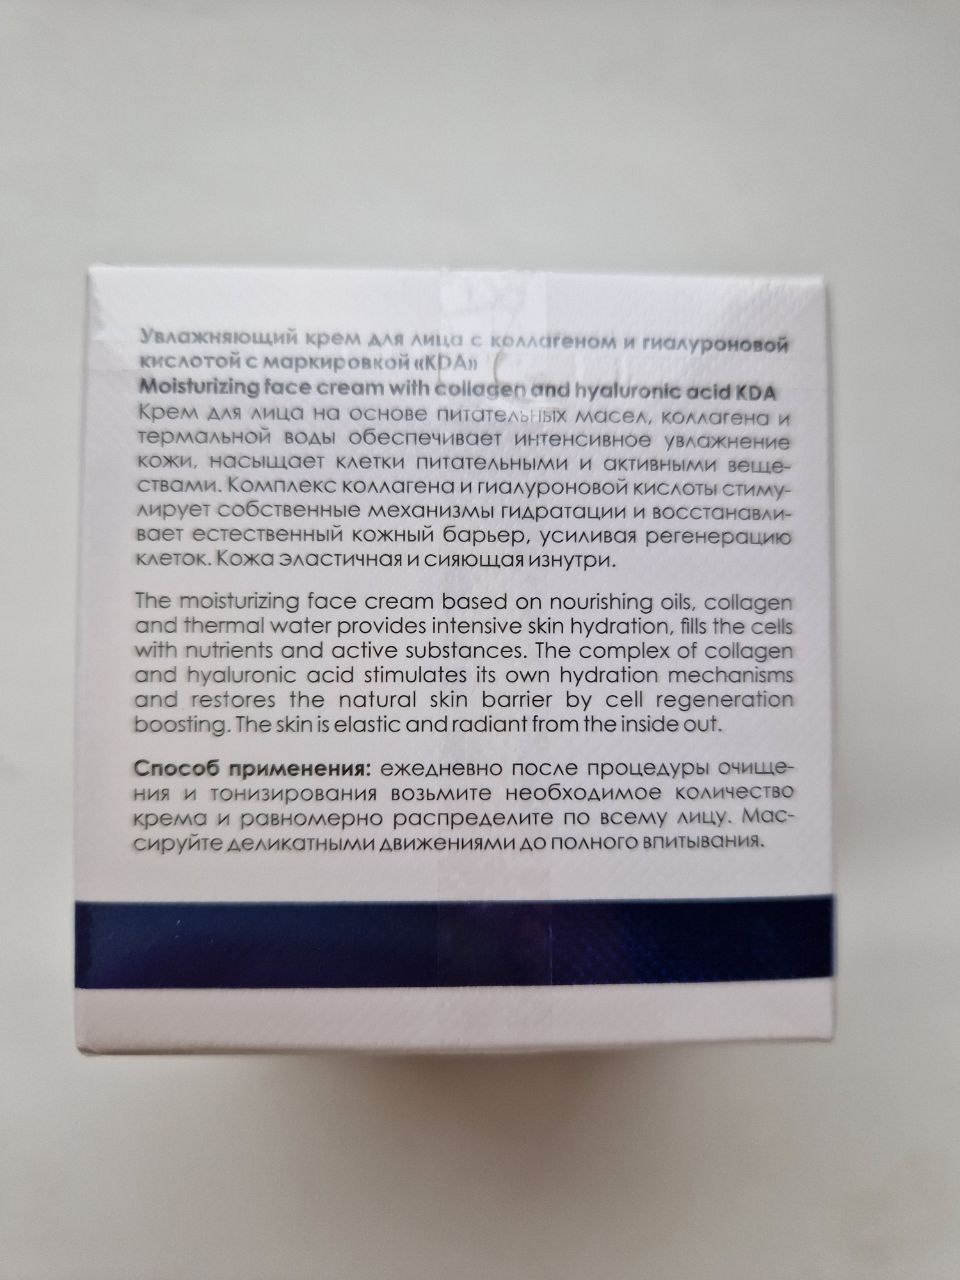 Увлажняющий крем для лица с коллагеном и гиалуроновой
кислотой с маркировкой «KDA»
Moisturizing face cream with collagen and hyaluronic acid KDA
Крем для лица на основе питательных масел, коллагена и
термальной воды обеспечивает интенсивное увлажнение
кожи, насыщает клетки питательными и активными веще-
ствами. Комплекс коллагена и гиалуроновой кислоты стиму-
лирует собственные механизмы гидратации и восстанавли-
вает естественный кожный барьер, усиливая регенерацию
клеток. Кожа эластичная и сияющая изнутри.
The moisturizing face cream based on nourishing oils, collagen
and thermal water provides intensive skin hydration, fills the cells
with nutrients and active substances. The complex of collagen
and hyaluronic acid stimulates its own hydration mechanisms
and restores the natural skin barrier by cell regeneration
boosting. The skin is elastic and radiant from the inside out.
Способ применения: ежедневно после процедуры очище-
ния и тонизирования возьмите необходимое количество
крема и равномерно распределите по всему лицу. Мас-
сируйте деликатными движениями до полного впитывания.